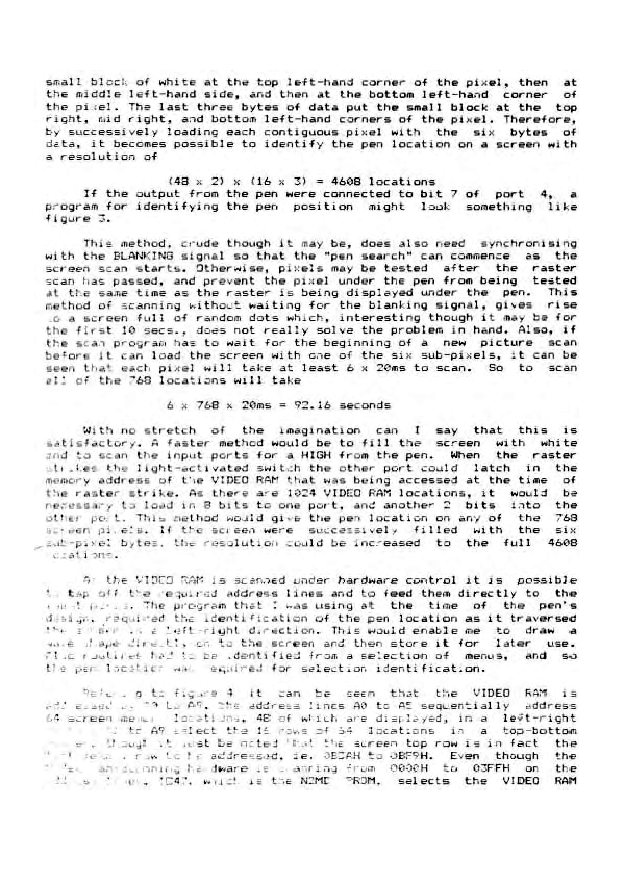 small block of white at the top left-hand corner of the pixel, then at
the middle left-hand side, and then at the bottom left-hand corner of
the pixel. The last three bytes of data put the small block at the top
right, mid right, and bottom left-hand corners of the pixel. Therefore,
by successively loading each contiguous pixel with the six bytes of
data, it becomes possible to identify the pen location on a screen with
a resolution of
(48 x 2) x (16 x 3) = 4608 locations
If the output from the pen were connected to bit 7 of port 4, a
program for identifying the pen position might look something like
figure 3.
This method, crude though it may be, does also need synchronising
with the BLANKING signal so that the "pen search" can commence as the
screen scan starts. Otherwise, pixels may be tested after the raster
scan has passed, and prevent the pixel under the pen from being tested
at the same time as the raster is being displayed under the pen. This
method of scanning without waiting for the blanking signal, gives rise
to a screen full of random dots which, interesting though it may be for
the first 10 secs., does not really solve the problem in hand. Also, if
the scan program has to wait for the beginning of a new picture scan
before it can load the screen with one of the six sub-pixels, it can be
seen that each pixel will take at least 6 x 20ms to scan. So to scan
all of the 768 locations will take
6 x 768 x 20ms = 92.16 seconds
With no stretch of the imagination can I say that this is
satisfactory. A faster method would be to fill the screen with white
and to scan the input ports for a HIGH from the pen. When the raster
strikes the light-activated switch the other port could latch in the
memory address of the VIDEO RAM that was being accessed at the time of
the raster strike. As there are 1024 VIDEO RAM locations, it would be
necessary to load in 8 bits to one port, and another 2 bits into the
other port. This method would give the pen location on any of the 768
screen pixels. If the screen were successively filled with the six
sub-pixel bytes, the resolution could be increased to the full 4608
locations.
As the VIDEO RAM is scanned under hardware control it is possible
to tap off the required address lines and to feed them directly to the
input ports. The program that I was using at the time of the pen's
design, required the identification of the pen location as it traversed
the screen in a left-right direction. This would enable me to draw a
wave shape directly on to the screen and then store it for later use.
routines had to be identified from a selection of menus, and so
the pen location was required for selection identification.
Referring to figure 4 it can be seen that the VIDEO RAM is
addressed by A0 to A9. The address lines A0 to A5 sequentially address
64 screen memory locations, 48 of which are displayed, in a left-right
to A9 select the 16 rows of 64 locations in a top-bottom
though it must be noted that the screen top row is in fact the
row to be addressed, ie. 0BCAH to 0BF9H. Even though the
scanning hardware is scanning from 0000H to 03FFH on the
IC47, which is the N2MD PROM, selects the VIDEO RAM